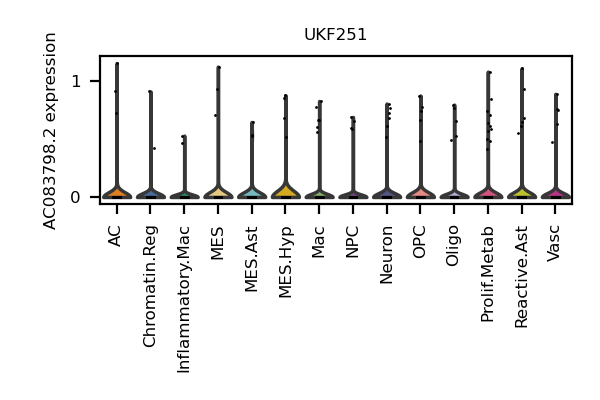 UKF251
AC083798.2 expression
1
0
AC
Chromatin.Reg
Inflammatory.Mac
MES
MES.Ast
MES.Hyp
Mac
NPC
Neuron
OPC
Oligo
Prolif.Metab
Reactive.Ast
Vasc